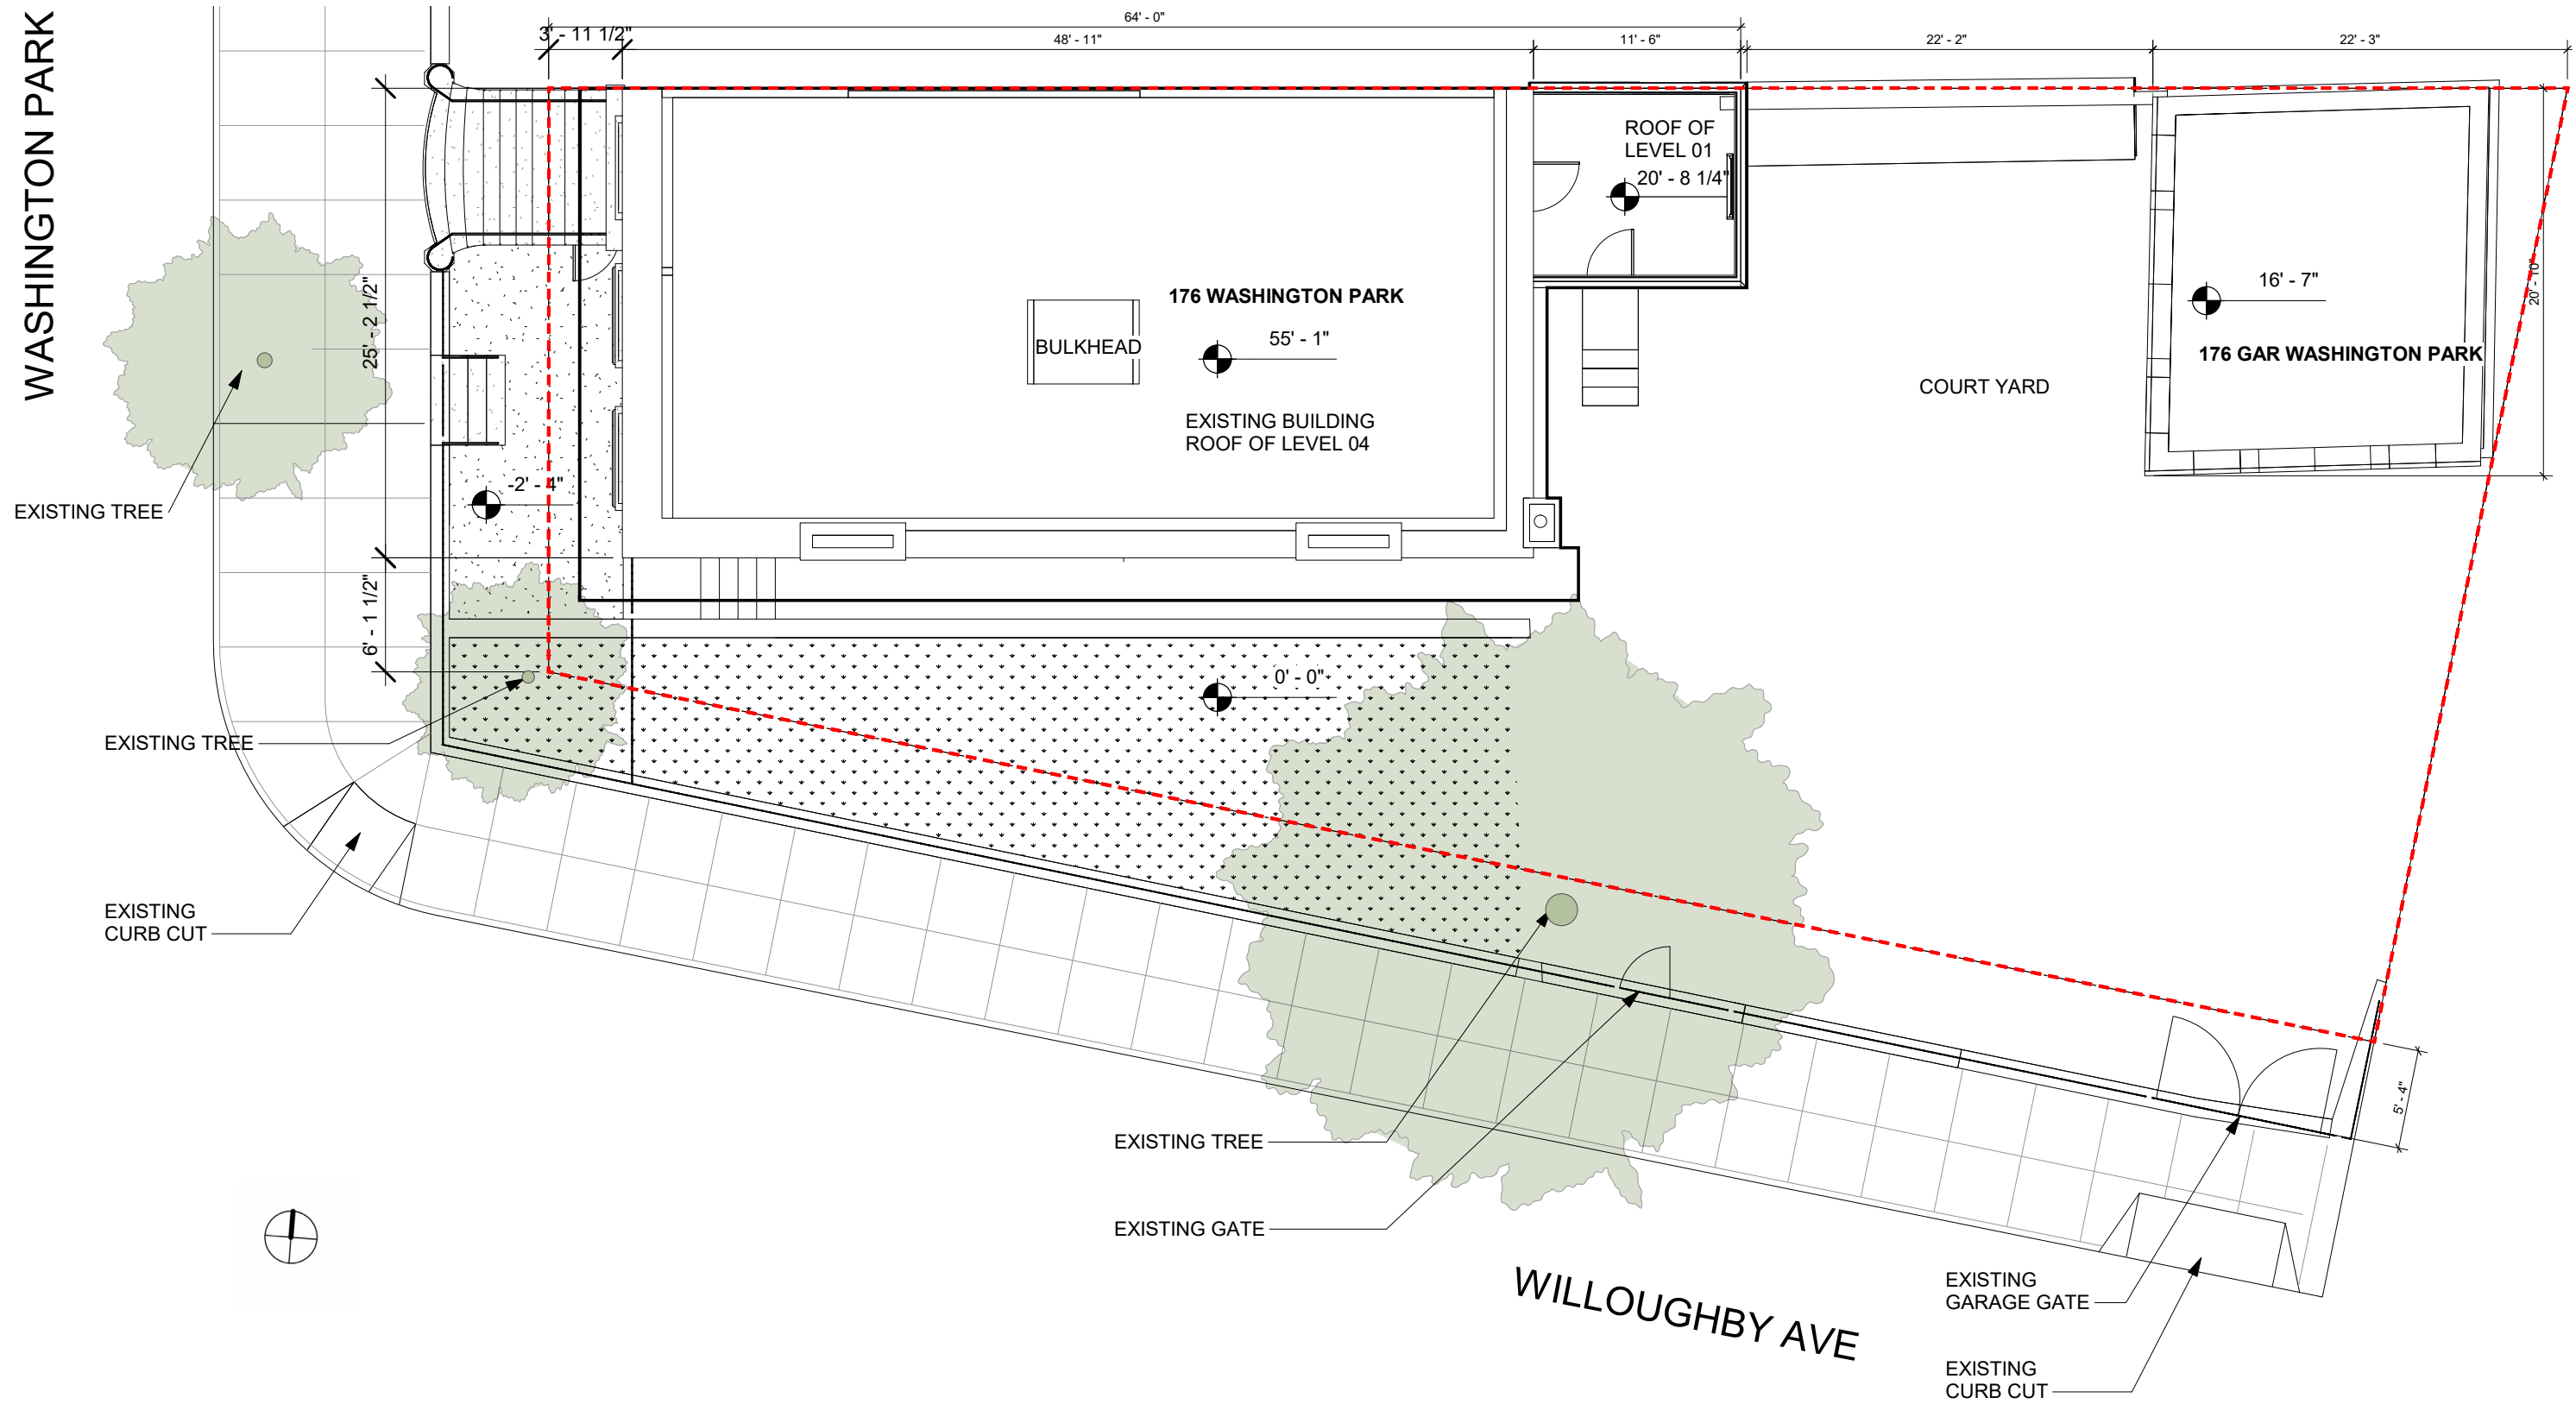 WASHINGTON PARK
64' - 0"
3' - 11 1/2"
48' - 11"
11' - 6"
22' - 2"
22' - 3"
ROOF OF
LEVEL 01
20' - 8 1/4"
25' - 2 1/2"
176 WASHINGTON PARK
55' - 1"
BULKHEAD
EXISTING BUILDING
ROOF OF LEVEL 04
16' - 7"
20' - 10"
176 GAR WASHINGTON PARK
COURT YARD
-2' - 4"
EXISTING TREE
6' - 1 1/2"
0' - 0"
EXISTING TREE
EXISTING
CURB CUT
5' - 4"
EXISTING TREE
EXISTING GATE
WILLOUGHBY AVE
EXISTING
GARAGE GATE
EXISTING
CURB CUT